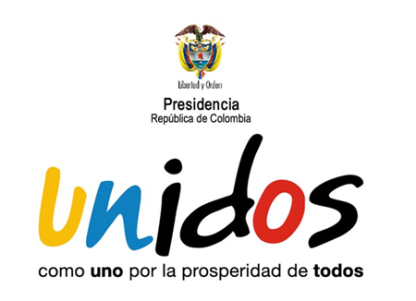 Libertad y Orden
Presidencia
República de Colombia
unidos
como uno por la prosperidad de todos